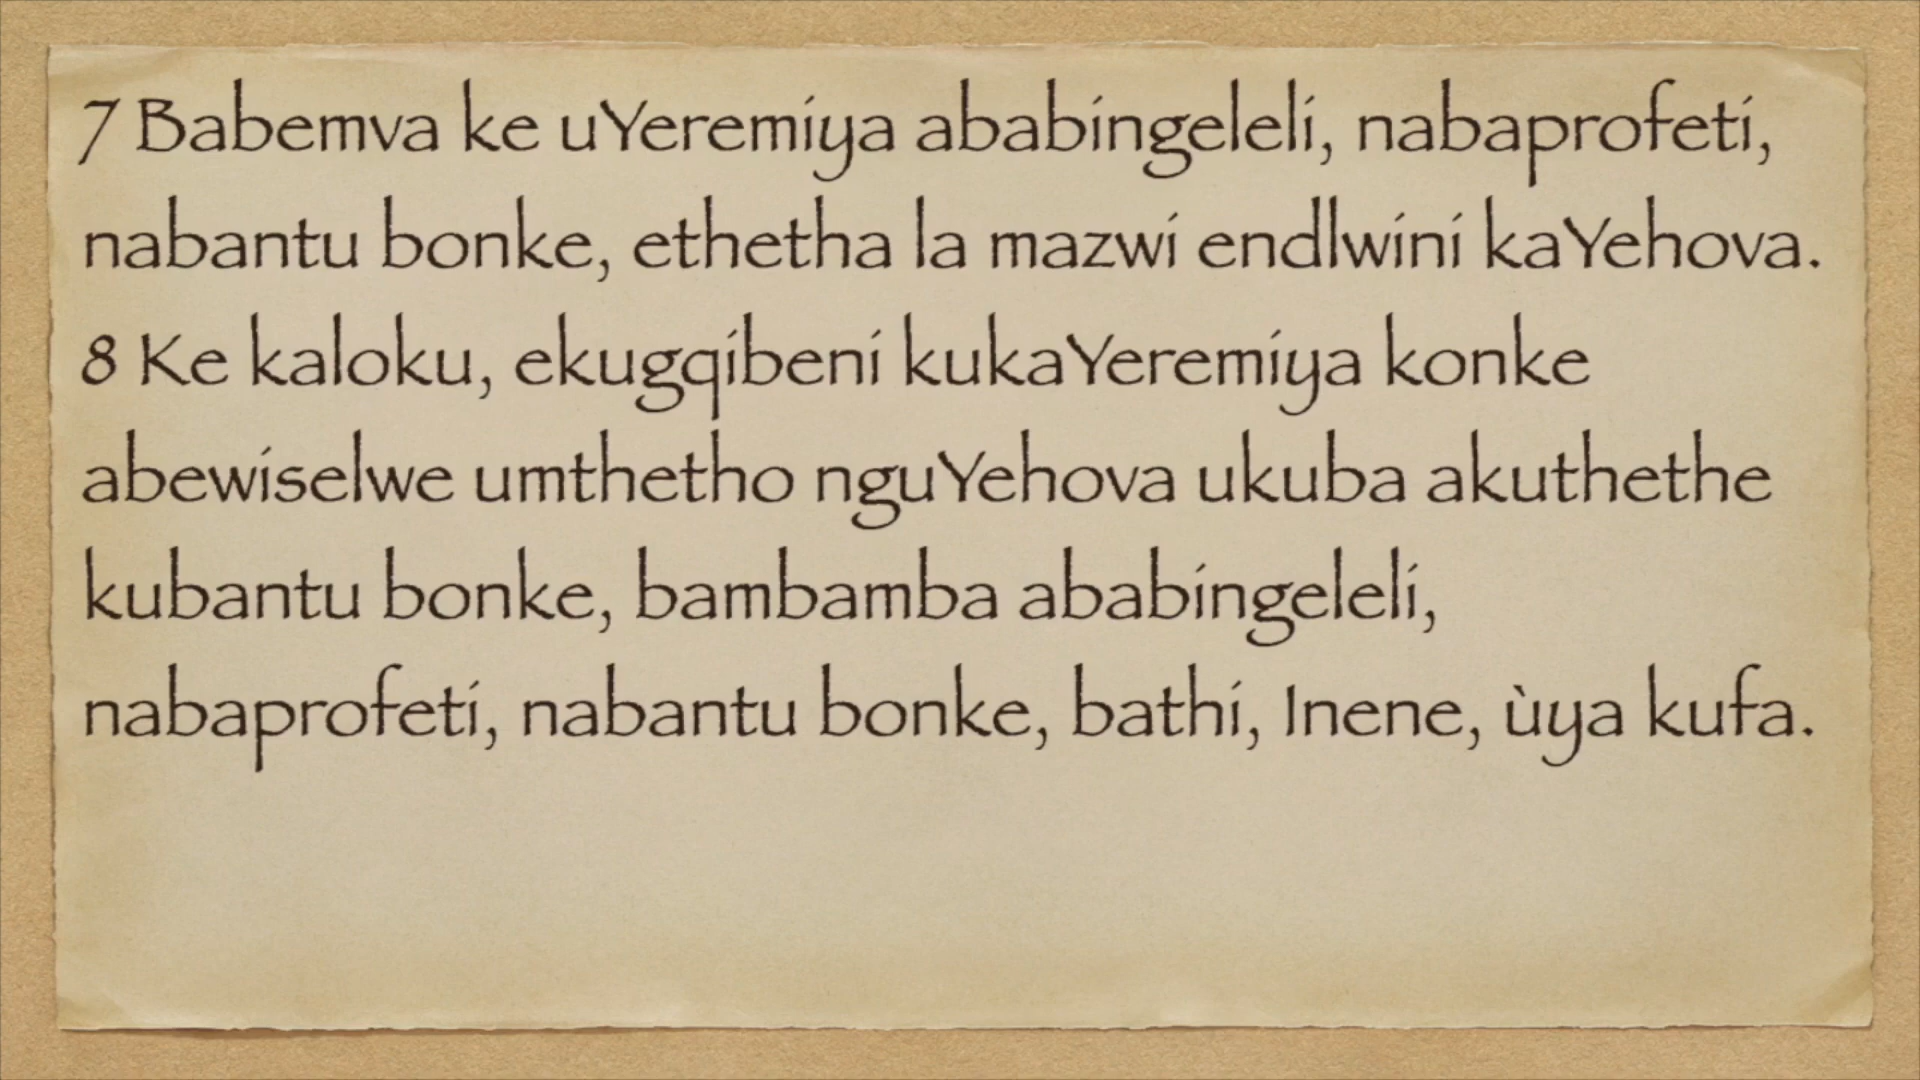 7 Babemva ke uYeremiya ababingeleli, nabaprofeti,
nabantu bonke, ethetha la mazwi endlwini kaYehova.
8 Ke kaloku, ekugqibeni kukaYeremiya konke
abewiselwe umthetho nguYehova ukuba akuthethe
kubantu bonke, bambamba ababingeleli,
nabaprofeti, nabantu bonke, bathi, Inene, ùya kufa.